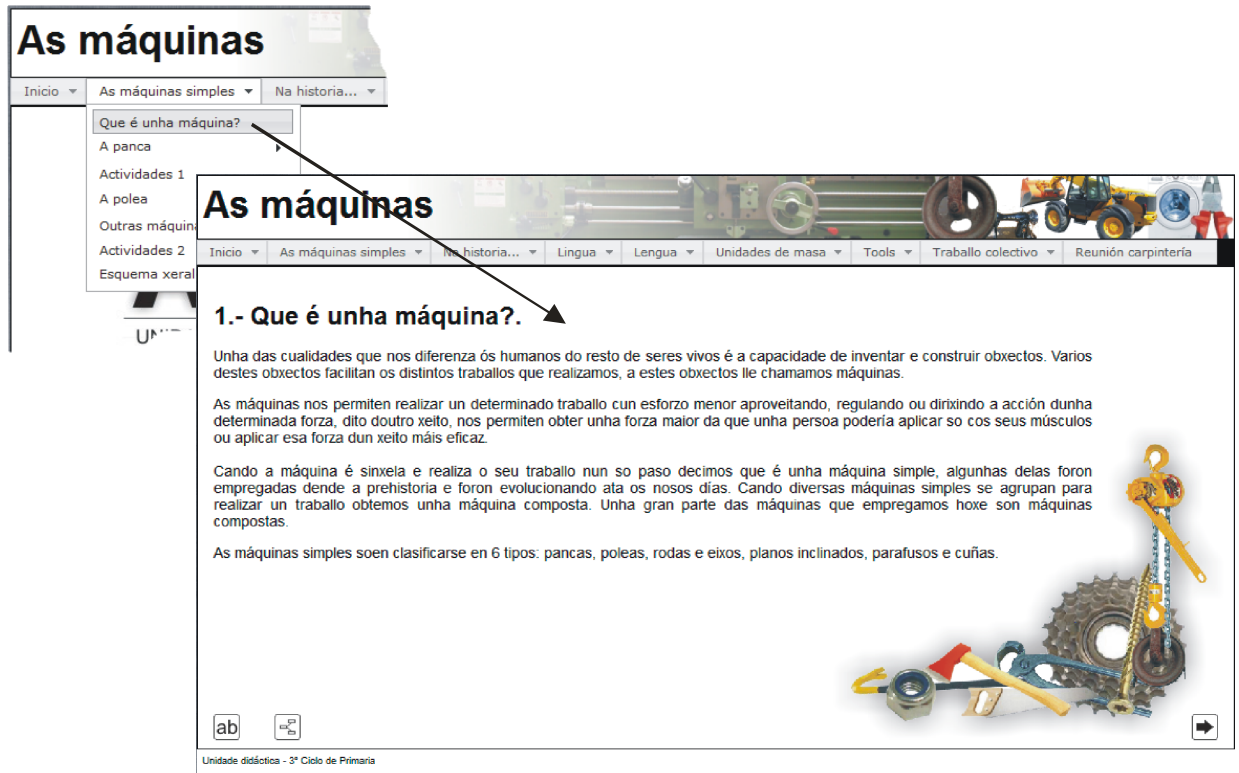 As máquinas
Inicio
As máquinas simples
Na historia...
Que é unha máquina?
A panca
Actividades 1
A polea
Outras
Actividades 2
Esquema xeral
As máquinas
Inicio
As máquinas simples
Na historia...
Lingua
Lengua
Unidades de masa
Tools
Traballo colectivo
Reunión carpintería
1.- Que é unha máquina?.
Unha das cualidades que nos diferenza ós humanos do resto de seres vivos é a capacidade de inventar e construir obxectos. Varios
destes obxectos facilitan os distintos traballos que realizamos, a estes obxectos lle chamamos máquinas.
As máquinas nos permiten realizar un determinado traballo cun esforzo menor aproveitando, regulando ou dirixindo a acción dunha
determinada forza, dito doutro xeito, nos permiten obter unha forza maior da que unha persoa podería aplicar so cos seus músculos
ou aplicar esa forza dun xeito máis eficaz.
Cando a máquina é sinxela e realiza o seu traballo nun so paso decimos que é unha máquina simple, algunhas delas foron
empregadas dende a prehistoria e foron evolucionando ata os nosos días. Cando diversas máquinas simples se agrupan para
realizar un traballo obtemos unha máquina composta. Unha gran parte das máquinas que empregamos hoxe son máquinas
compostas.
As máquinas simples soen clasificarse en 6 tipos: pancas, poleas, rodas e eixos, planos inclinados, parafusos e cuñas.
ab
Unidade didáctica - 3º Ciclo de Primaria